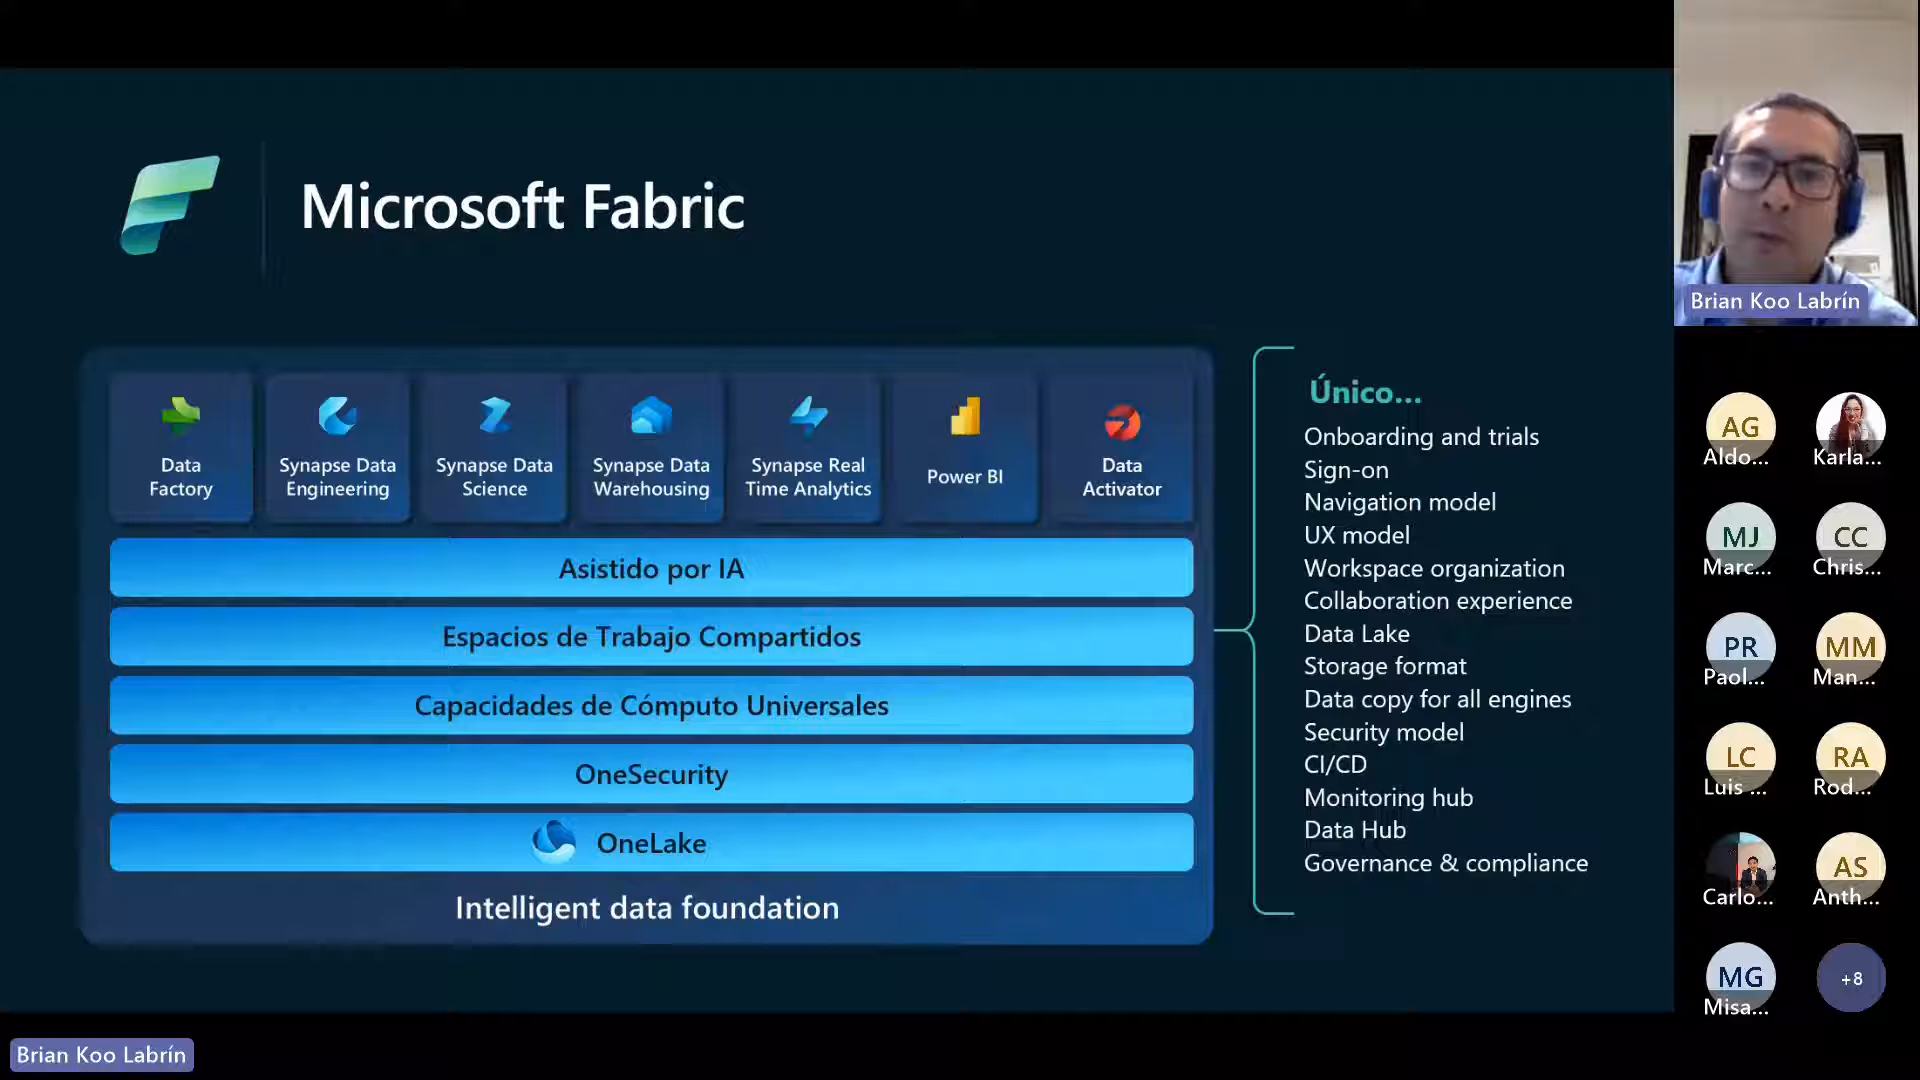 Microsoft Fabric
Data
Factory
Synapse Data
Engineering
Synapse Data
Science
Synapse Data
Warehousing
Synapse Real
Time Analytics
Power BI
Data
Activator
Asistido por IA
Espacios de Trabajo Compartidos
Capacidades de Cómputo Universales
OneSecurity
OneLake
Intelligent data foundation
Único...
Onboarding and trials
Sign-on
Navigation model
UX model
Workspace organization
Collaboration experience
Data Lake
Storage format
Data copy for all engines
Security model
CI/CD
Monitoring hub
Data Hub
Governance & compliance
Brian Koo Labrín
AG
Aldo...
Karla...
MJ
Marc...
CC
Chris...
PR
Paol...
MM
Man...
LC
Luis ...
RA
Rod...
Carlo...
AS
Anth...
MG
Misa...
+8
Brian Koo Labrín